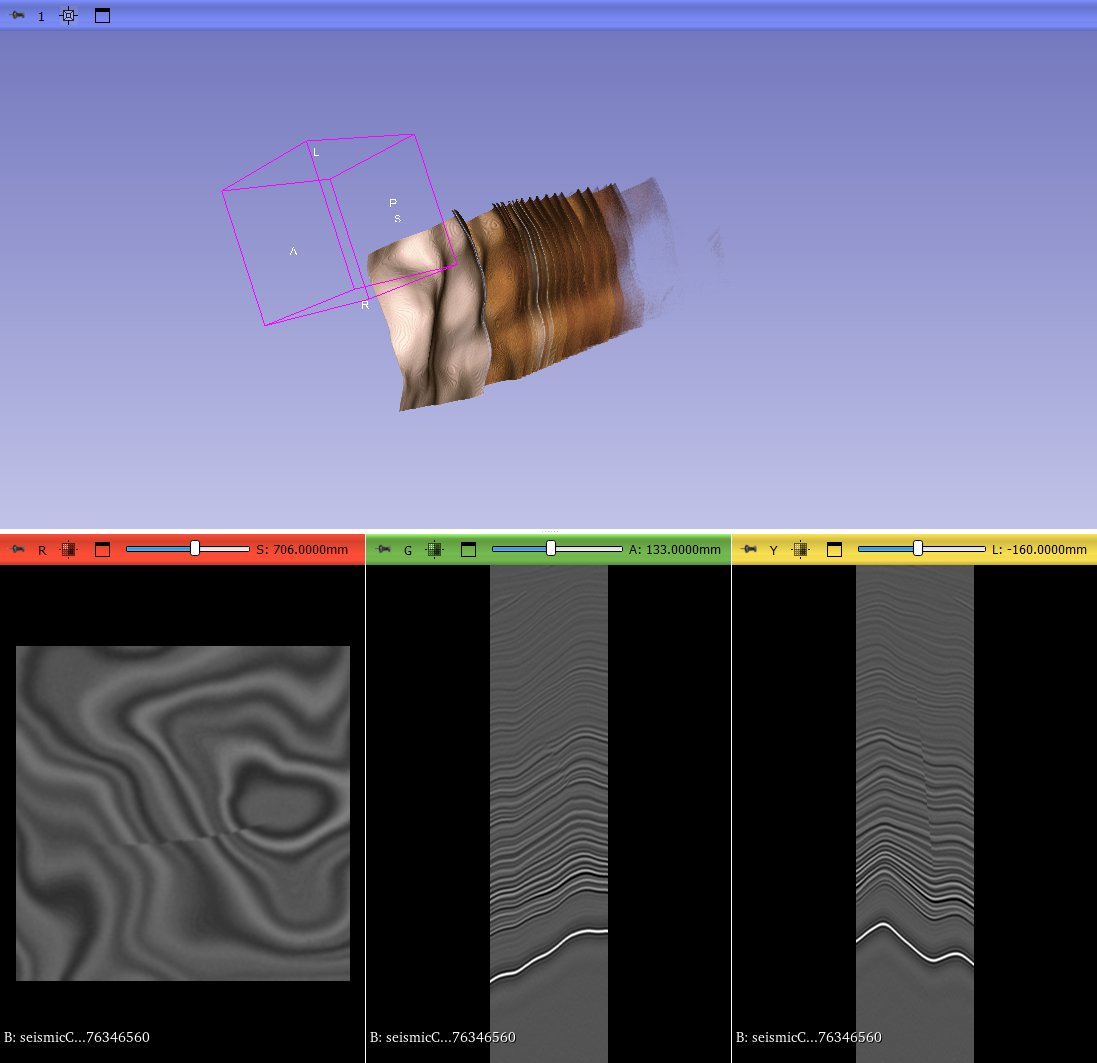 1
L
P
S
A
R
R S: 706.0000mm
G A: 133.0000mm
Y L: -160.0000mm
B: seismicC...76346560
B: seismicC...76346560
B: seismicC...76346560